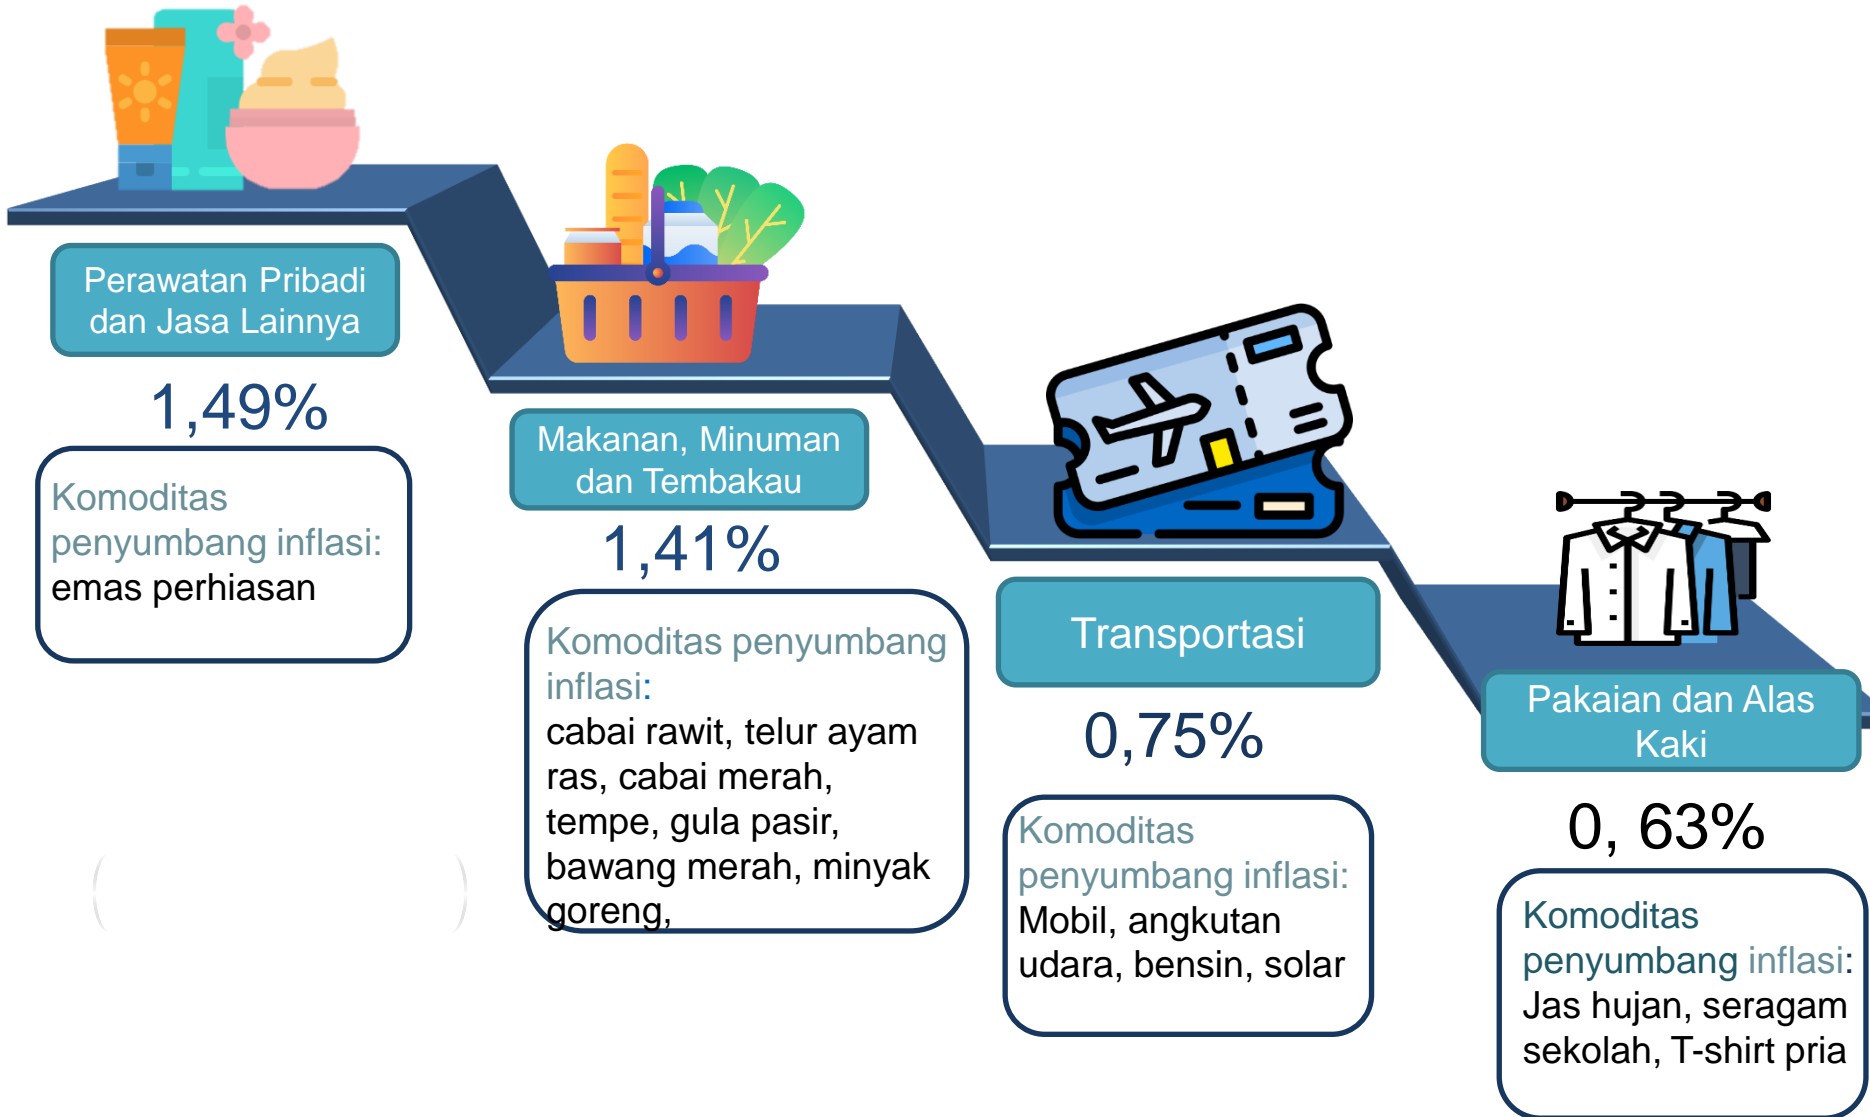 Perawatan Pribadi
dan Jasa Lainnya
1,49%
Komoditas
penyumbang inflasi:
emas perhiasan
Makanan, Minuman
dan Tembakau
1,41%
Komoditas penyumbang
inflasi:
cabai rawit, telur ayam
ras, cabai merah,
tempe, gula pasir,
bawang merah, minyak
goreng,
Transportasi
0,75%
Komoditas
penyumbang inflasi:
Mobil, angkutan
udara, bensin, solar
Pakaian dan Alas
Kaki
0, 63%
Komoditas
penyumbang inflasi:
Jas hujan, seragam
sekolah, T-shirt pria